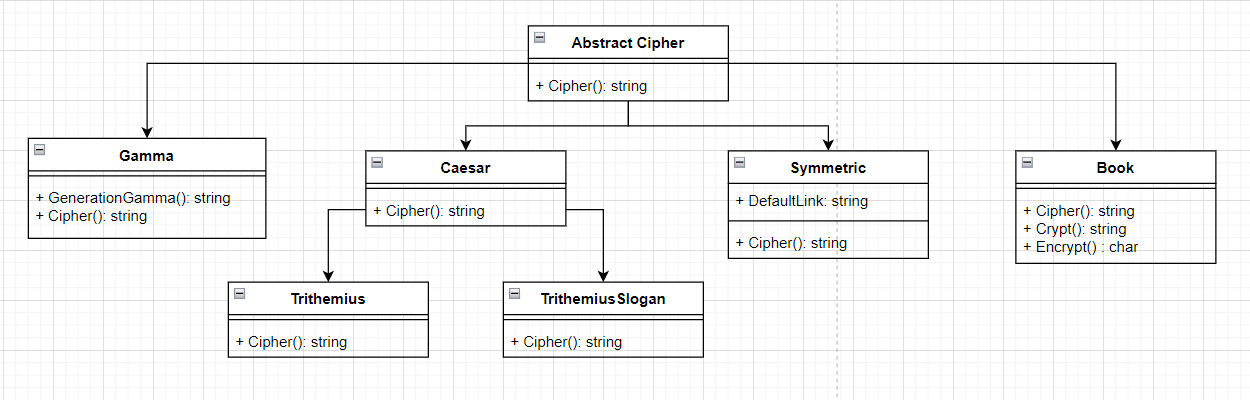 Abstract Cipher
+ Cipher(): string
Gamma
+ GenerationGamma(): string
+ Cipher(): string
Caesar
+ Cipher(): string
Symmetric
+ DefaultLink: string
+ Cipher(): string
Book
+ Cipher(): string
+ Crypt(): string
+ Encrypt() : char
Trithemius
+ Cipher(): string
TrithemiusSlogan
+ Cipher(): string